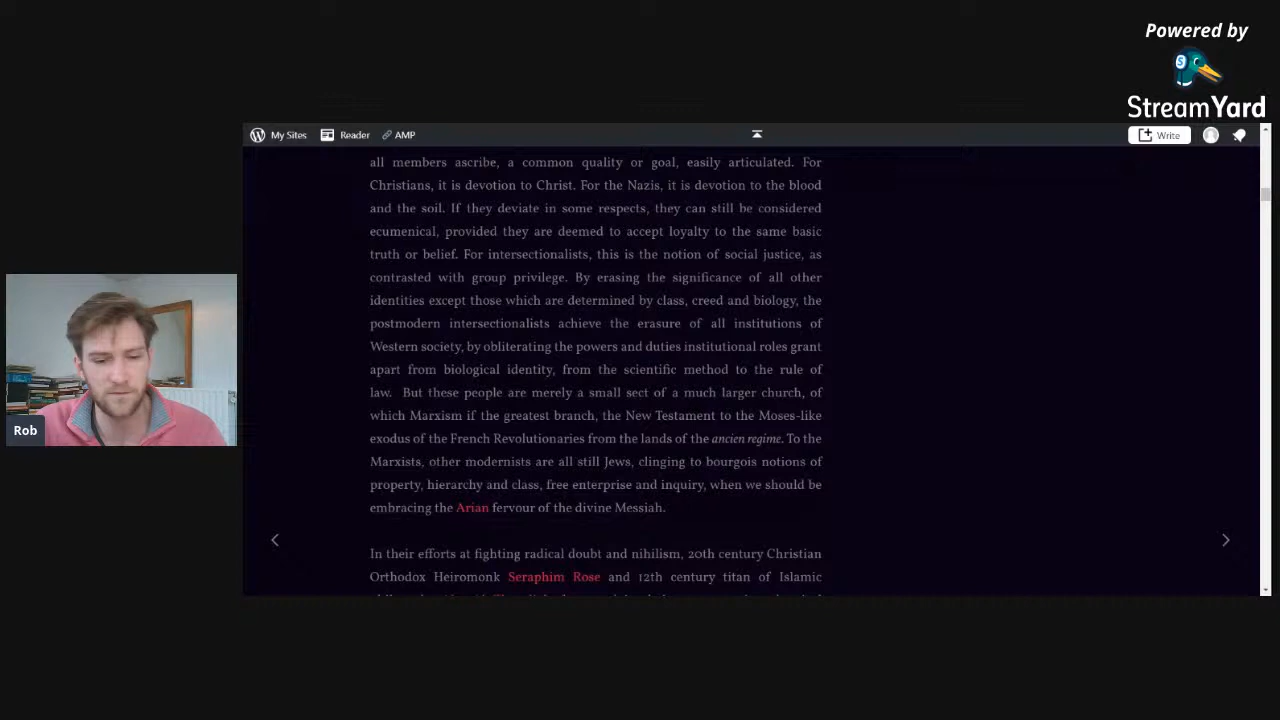 Powered by
StreamYard
My Sites
Reader
AMP
Write
all members ascribe, a common quality or goal, easily articulated. For
Christians, it is devotion to Christ. For the Nazis, it is devotion to the blood
and the soil. If they deviate in some respects, they can still be considered
ecumenical, provided they are deemed to accept loyalty to the same basic
truth or belief. For intersectionalists, this is the notion of social justice, as
contrasted with group privilege. By erasing the significance of all other
identities except those which are determined by class, creed and biology, the
postmodern intersectionalists achieve the erasure of all institutions of
Western society, by obliterating the powers and duties institutional roles grant
apart from biological identity, from the scientific method to the rule of
law. But these people are merely a small sect of a much larger church, of
which Marxism if the greatest branch, the New Testament to the Moses-like
exodus of the French Revolutionaries from the lands of the ancien regime. To the
Marxists, other modernists are all still Jews, clinging to bourgois notions of
property, hierarchy and class, free enterprise and inquiry, when we should be
embracing the Arian fervour of the divine Messiah.
In their efforts at fighting radical doubt and nihilism, 20th century Christian
Orthodox Heiromonk Seraphim Rose and 12th century titan of Islamic
Rob